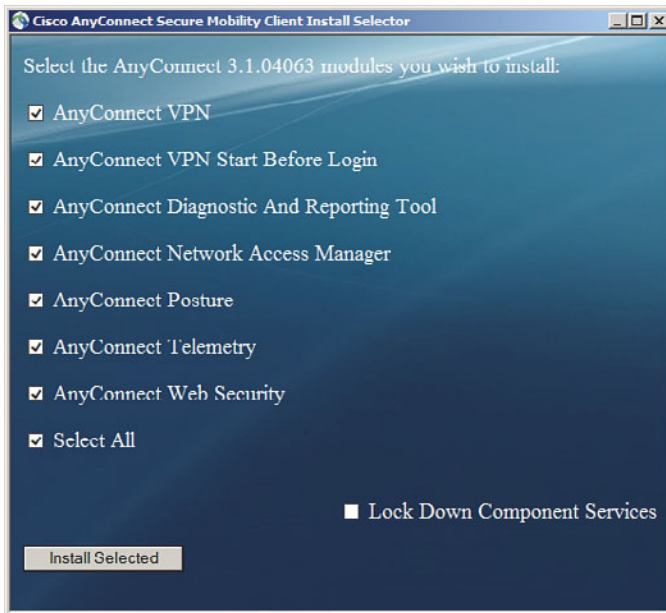 Cisco AnyConnect Secure Mobility Client Install Selector
Select the AnyConnect 3.1.04063 modules you wish to install:
AnyConnect VPN
AnyConnect VPN Start Before Login
AnyConnect Diagnostic And Reporting Tool
AnyConnect Network Access Manager
AnyConnect Posture
AnyConnect Telemetry
AnyConnect Web Security
Select All
Lock Down Component Services
Install Selected